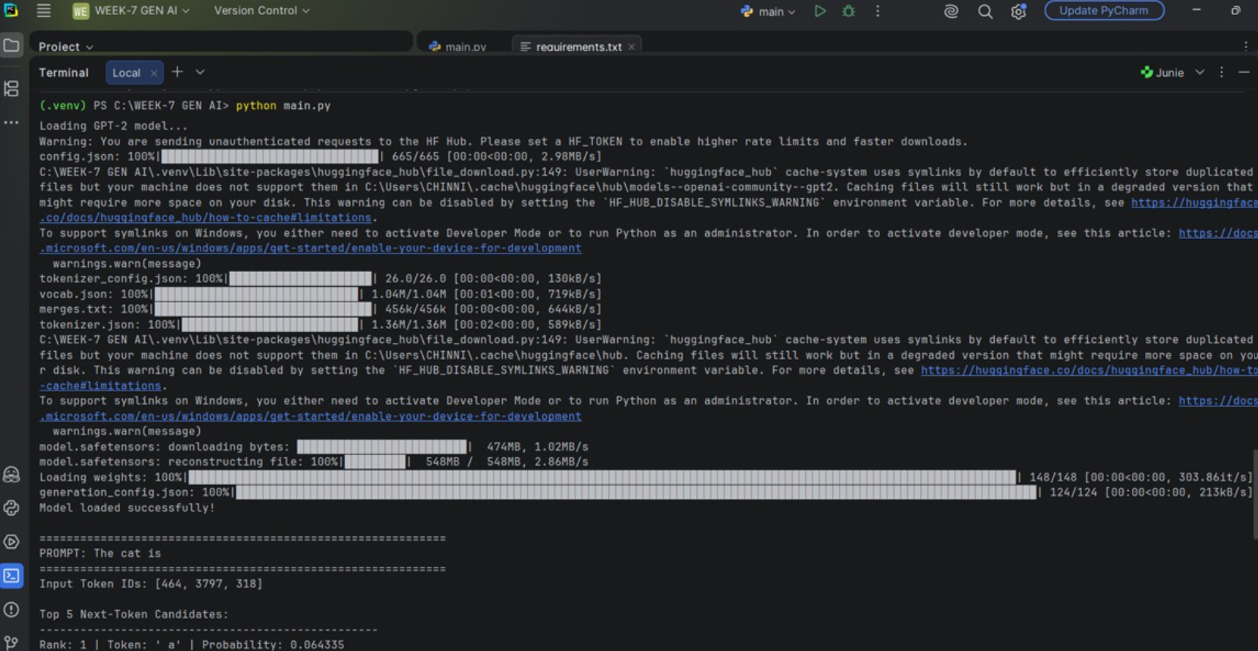 WE WEEK-7 GEN AI Version Control main Update PyCharm
Project main.py requirements.txt ×
Terminal Local × + Junie
(.venv) PS C:\WEEK-7 GEN AI> python main.py
Loading GPT-2 model...
Warning: You are sending unauthenticated requests to the HF Hub. Please set a HF_TOKEN to enable higher rate limits and faster downloads.
config.json: 100%| | 665/665 [00:00<00:00, 2.98MB/s]
C:\WEEK-7 GEN AI\.venv\Lib\site-packages\huggingface_hub\file_download.py:149: UserWarning: `huggingface_hub` cache-system uses symlinks by default to efficiently store duplicated
files but your machine does not support them in C:\Users\CHINNI\.cache\huggingface\hub\models--openai-community--gpt2. Caching files will still work but in a degraded version that
might require more space on your disk. This warning can be disabled by setting the `HF_HUB_DISABLE_SYMLINKS_WARNING` environment variable. For more details, see https://huggingface
.co/docs/huggingface_hub/how-to-cache#limitations.
To support symlinks on Windows, you either need to activate Developer Mode or to run Python as an administrator. In order to activate developer mode, see this article: https://docs
.microsoft.com/en-us/windows/apps/get-started/enable-your-device-for-development
warnings.warn(message)
tokenizer_config.json: 100%| | 26.0/26.0 [00:00<00:00, 130kB/s]
vocab.json: 100%| | 1.04M/1.04M [00:01<00:00, 719kB/s]
merges.txt: 100%| | 456k/456k [00:00<00:00, 644kB/s]
tokenizer.json: 100%| | 1.36M/1.36M [00:02<00:00, 589kB/s]
C:\WEEK-7 GEN AI\.venv\Lib\site-packages\huggingface_hub\file_download.py:149: UserWarning: `huggingface_hub` cache-system uses symlinks by default to efficiently store duplicated
files but your machine does not support them in C:\Users\CHINNI\.cache\huggingface\hub. Caching files will still work but in a degraded version that might require more space on you
r disk. This warning can be disabled by setting the `HF_HUB_DISABLE_SYMLINKS_WARNING` environment variable. For more details, see https://huggingface.co/docs/huggingface_hub/how-to
-cache#limitations.
To support symlinks on Windows, you either need to activate Developer Mode or to run Python as an administrator. In order to activate developer mode, see this article: https://docs
.microsoft.com/en-us/windows/apps/get-started/enable-your-device-for-development
warnings.warn(message)
model.safetensors: downloading bytes: | 474MB, 1.02MB/s
model.safetensors: reconstructing file: 100%| | 548MB / 548MB, 2.86MB/s
Loading weights: 100%| | 148/148 [00:00<00:00, 303.86it/s]
generation_config.json: 100%| | 124/124 [00:00<00:00, 213kB/s]
Model loaded successfully!
============================================================
PROMPT: The cat is
============================================================
Input Token IDs: [464, 3797, 318]
Top 5 Next-Token Candidates:
--------------------------------------------------
Rank: 1 | Token: ' a' | Probability: 0.064335